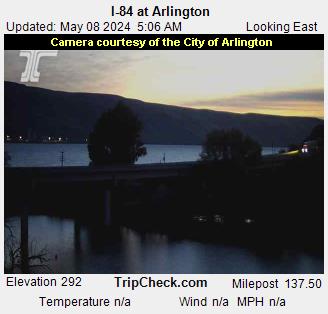 I-84 at Arlington
Updated: May 08 2024 5:06 AM Looking East
Camera courtesy of the City of Arlington
Elevation 292 TripCheck.com Milepost 137.50
Temperature n/a Wind n/a MPH n/a